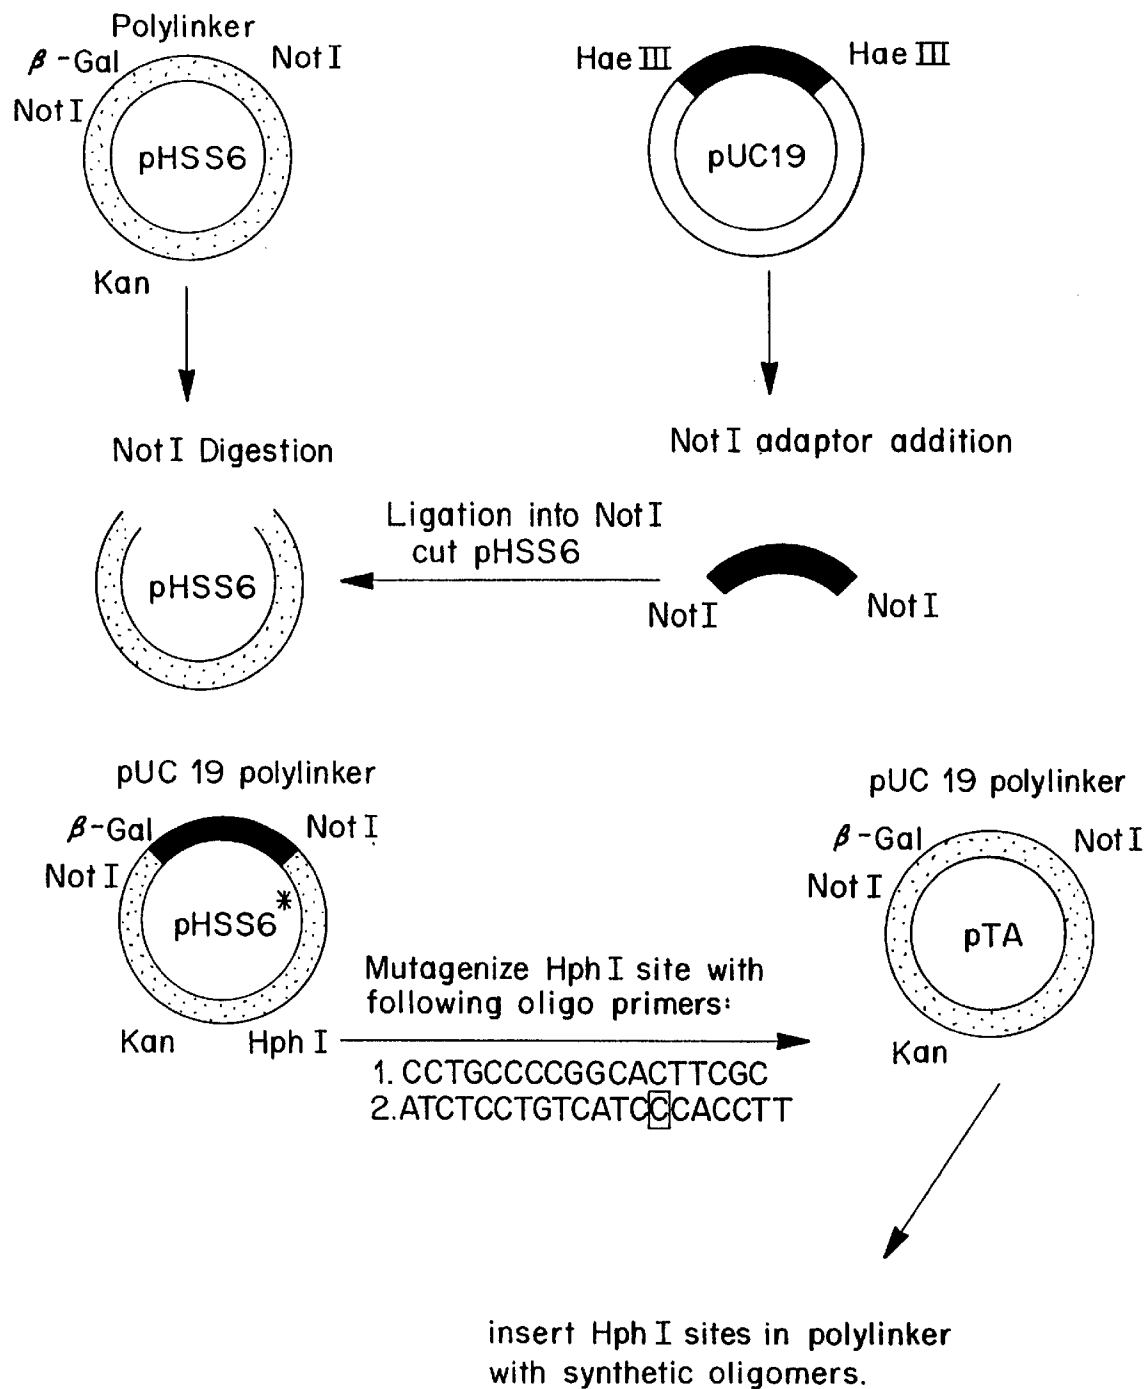 Polylinker
β-Gal
Not I
Not I
pHSS6
Kan
Hae III
Hae III
pUC19
Not I Digestion
Not I adaptor addition
Ligation into Not I
cut pHSS6
pHSS6
Not I
Not I
pUC 19 polylinker
β-Gal
Not I
Not I
pHSS6*
Kan
Hph I
Mutagenize Hph I site with
following oligo primers:
1. CCTGCCCCGGCACTTCGC
2. ATCTCCTGTCATCCCACCTT
pUC 19 polylinker
β-Gal
Not I
Not I
pTA
Kan
insert Hph I sites in polylinker
with synthetic oligomers.